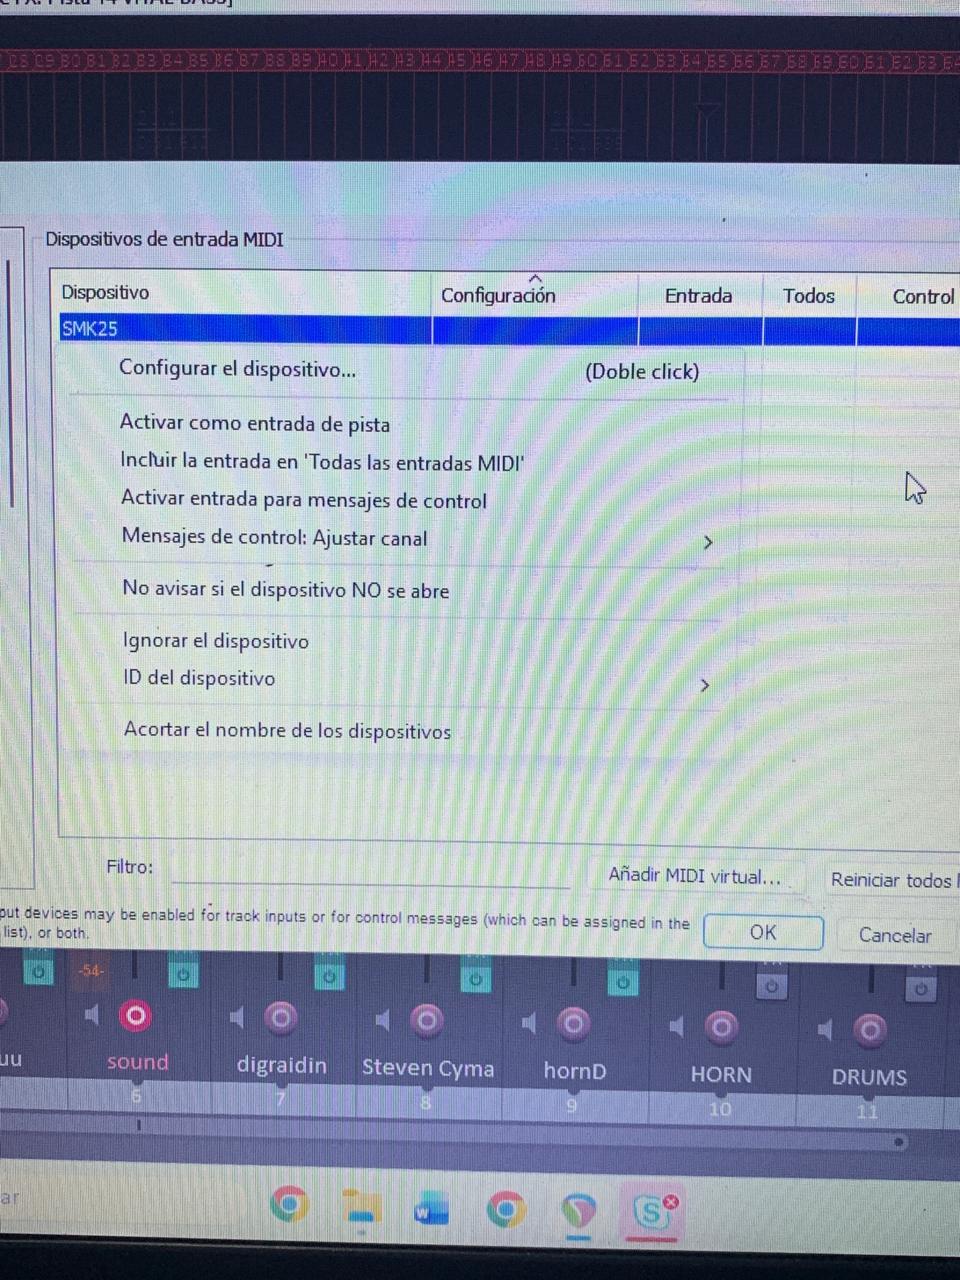 Dispositivos de entrada MIDI
Dispositivo Configuración Entrada Todos Control
SMK25
Configurar el dispositivo... (Doble click)
Activar como entrada de pista
Incluir la entrada en 'Todas las entradas MIDI'
Activar entrada para mensajes de control
Mensajes de control: Ajustar canal
No avisar si el dispositivo NO se abre
Ignorar el dispositivo
ID del dispositivo
Acortar el nombre de los dispositivos
Filtro:
Añadir MIDI virtual...
Reiniciar todos
put devices may be enabled for track inputs or for control messages (which can be assigned in the
list), or both.
OK
Cancelar
-54-
uu sound digraidin Steven Cyma hornD HORN DRUMS
6 7 8 9 10 11
ar